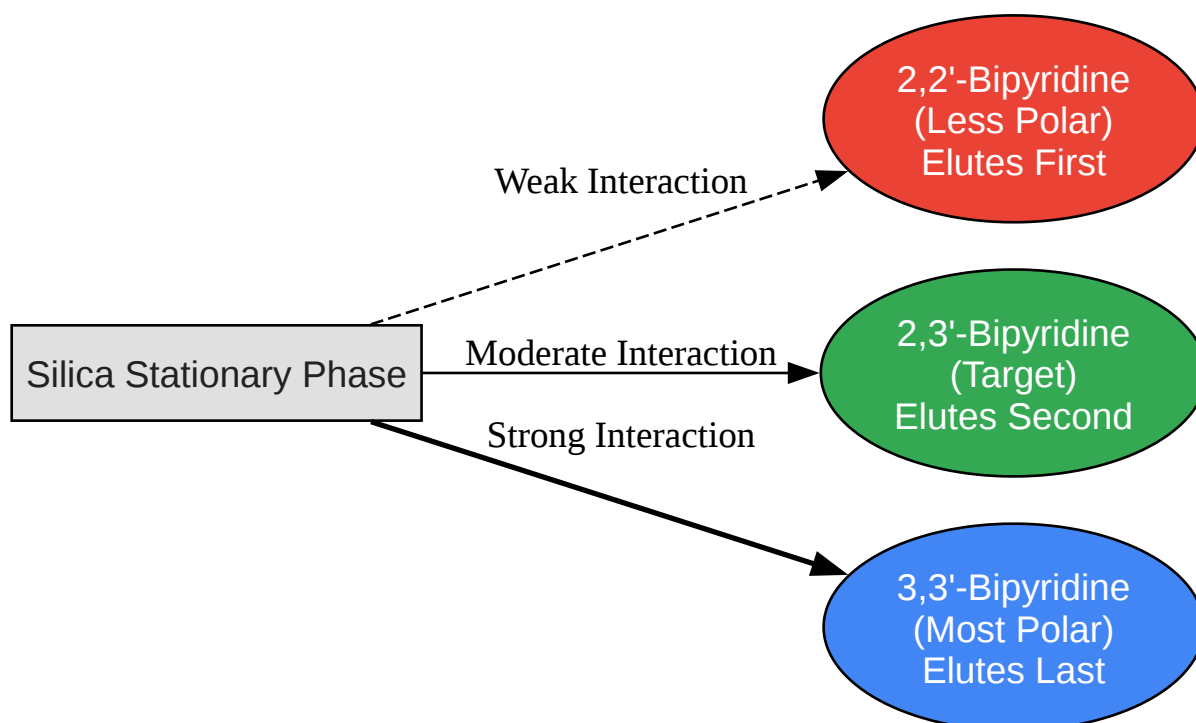 2,2'-Bipyridine
(Less Polar)
Elutes First
Weak Interaction
2,3'-Bipyridine
(Target)
Elutes Second
Moderate Interaction
Silica Stationary Phase
Strong Interaction
3,3'-Bipyridine
(Most Polar)
Elutes Last